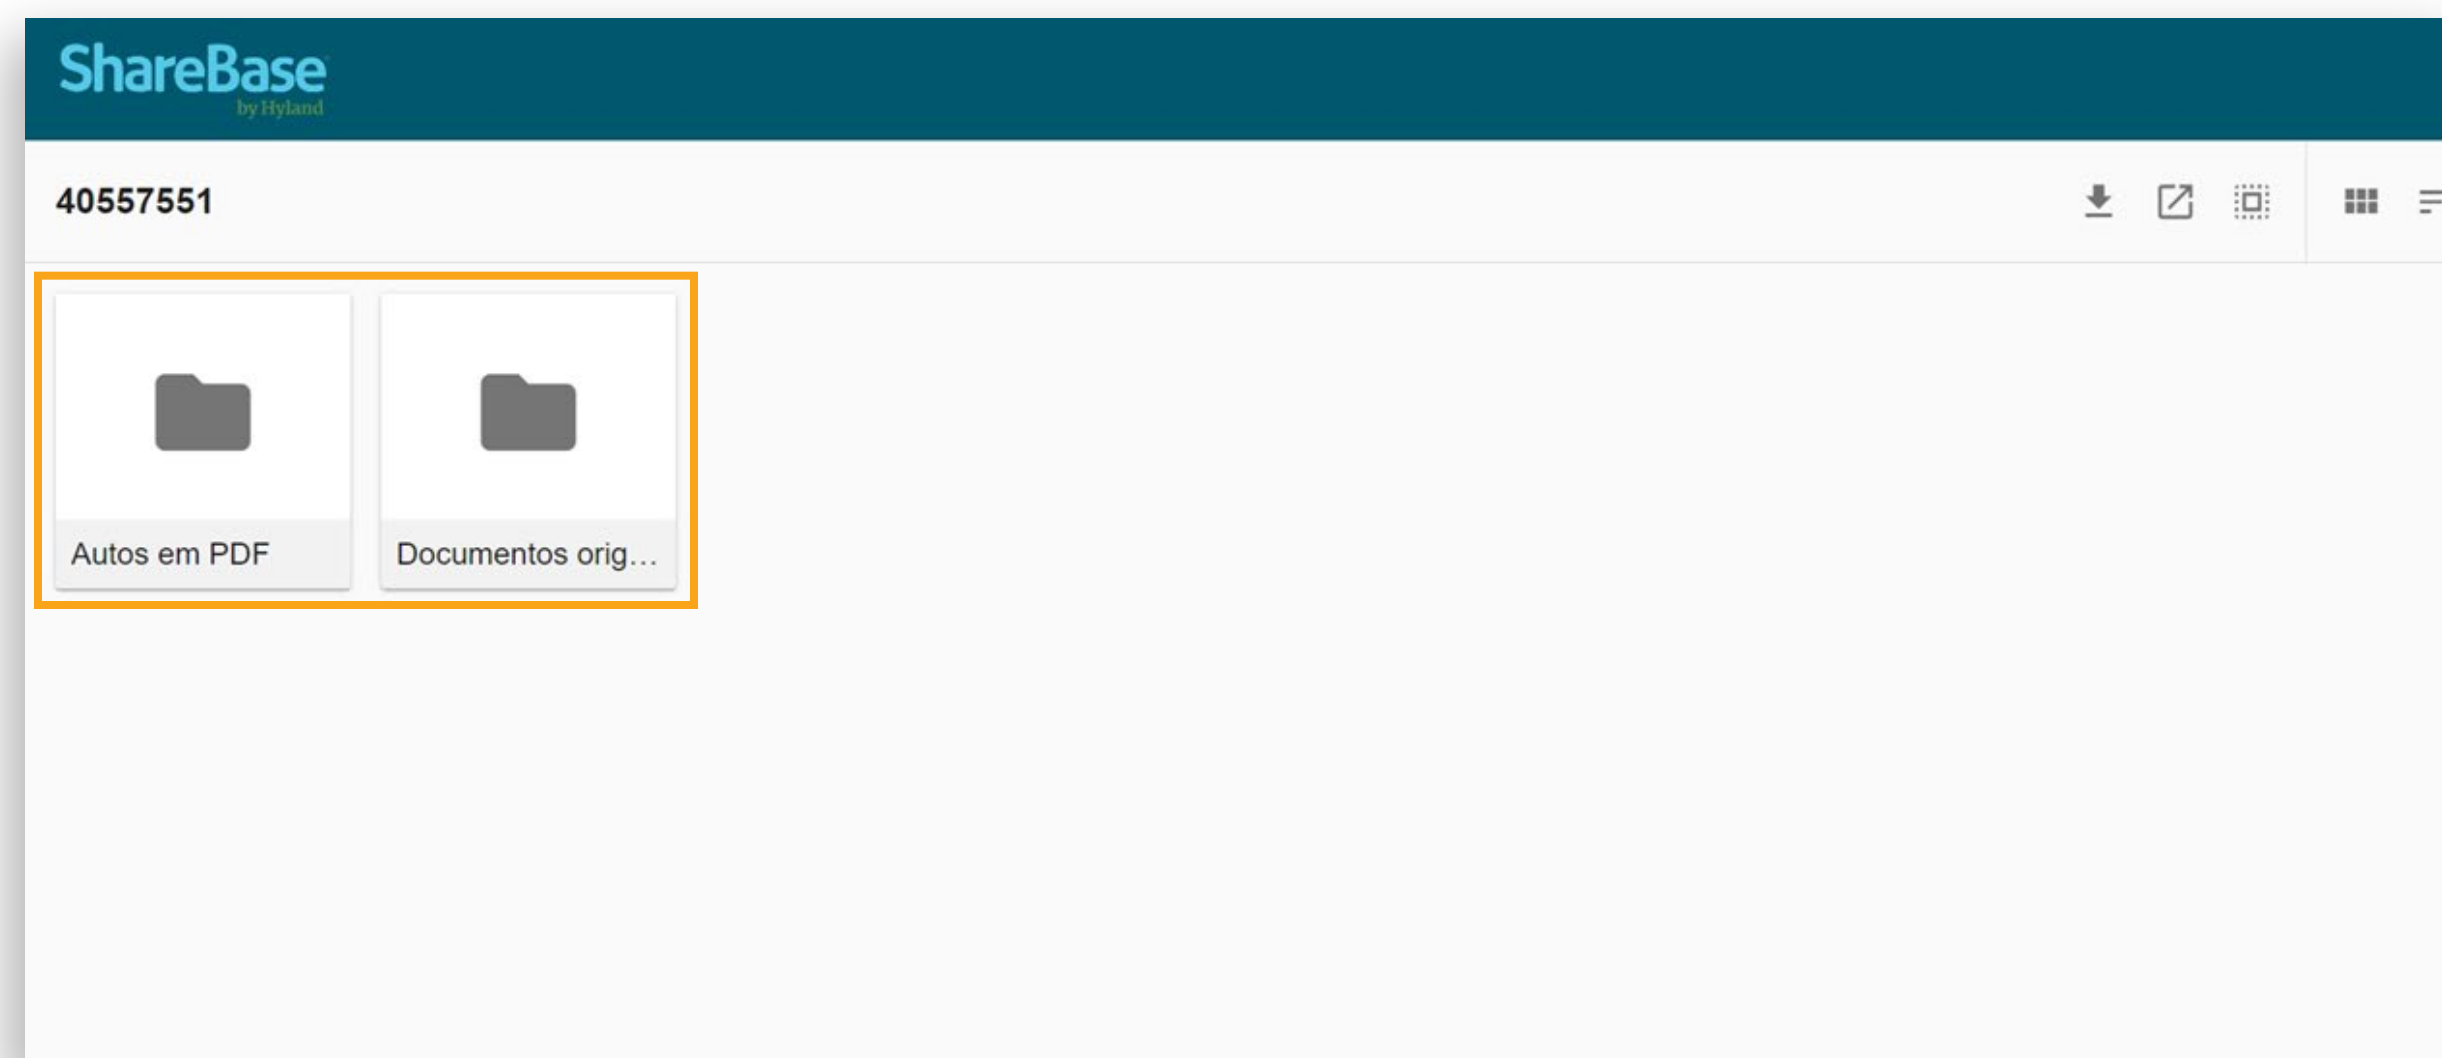 ShareBase
by Hyland
40557551
Autos em PDF
Documentos orig...